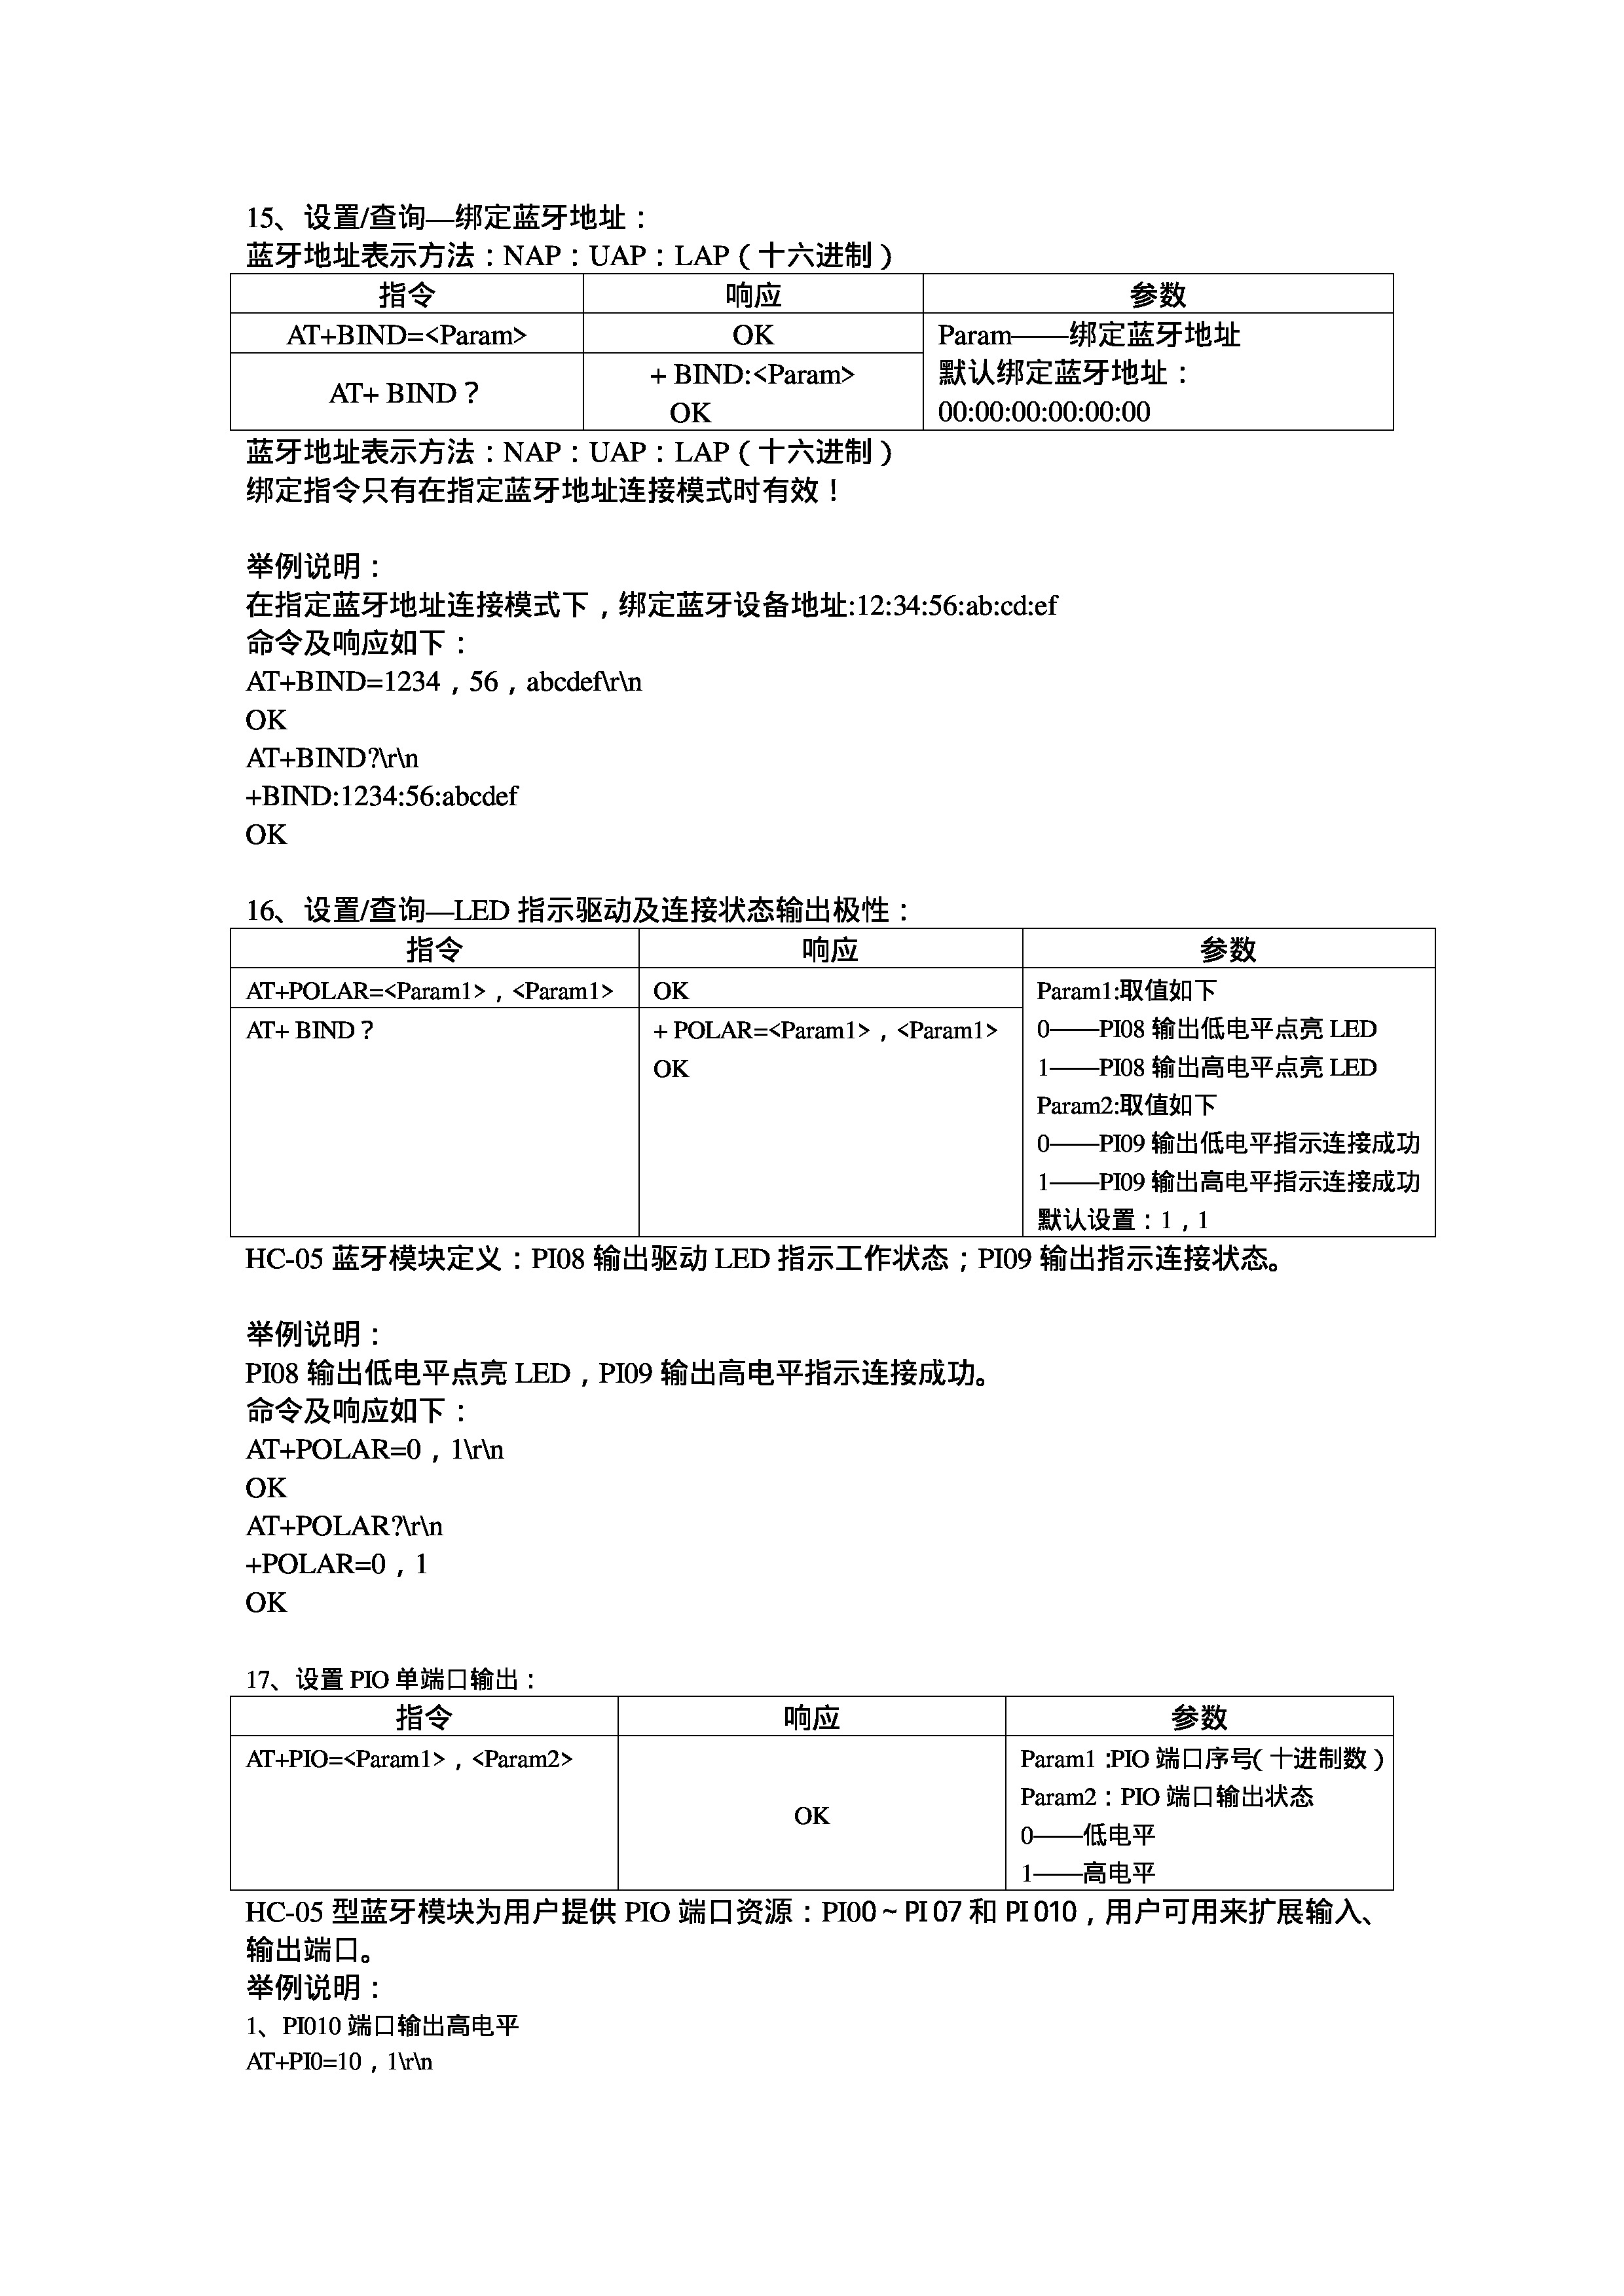 15、设置/查询—绑定蓝牙地址：
蓝牙地址表示方法：NAP：UAP：LAP（十六进制）
指令 响应 参数
AT+BIND=<Param> OK Param——绑定蓝牙地址
默认绑定蓝牙地址：
00:00:00:00:00:00
AT+ BIND？ + BIND:<Param>
OK
蓝牙地址表示方法：NAP：UAP：LAP（十六进制）
绑定指令只有在指定蓝牙地址连接模式时有效！
举例说明：
在指定蓝牙地址连接模式下，绑定蓝牙设备地址:12:34:56:ab:cd:ef
命令及响应如下：
AT+BIND=1234，56，abcdef\r\n
OK
AT+BIND?\r\n
+BIND:1234:56:abcdef
OK
16、设置/查询—LED 指示驱动及连接状态输出极性：
指令 响应 参数
AT+POLAR=<Param1>，<Param1> OK Param1:取值如下
0——PI08 输出低电平点亮 LED
1——PI08 输出高电平点亮 LED
Param2:取值如下
0——PI09 输出低电平指示连接成功
1——PI09 输出高电平指示连接成功
默认设置：1，1
AT+ BIND？ + POLAR=<Param1>，<Param1>
OK
HC-05 蓝牙模块定义：PI08 输出驱动 LED 指示工作状态；PI09 输出指示连接状态。
举例说明：
PI08 输出低电平点亮 LED，PI09 输出高电平指示连接成功。
命令及响应如下：
AT+POLAR=0，1\r\n
OK
AT+POLAR?\r\n
+POLAR=0，1
OK
17、设置 PIO 单端口输出：
指令 响应 参数
AT+PIO=<Param1>，<Param2> OK Param1：PIO 端口序号（十进制数）
Param2：PIO 端口输出状态
0——低电平
1——高电平
HC-05 型蓝牙模块为用户提供 PIO 端口资源：PI00～PI07 和 PI010，用户可用来扩展输入、
输出端口。
举例说明：
1、PI010 端口输出高电平
AT+PI0=10，1\r\n